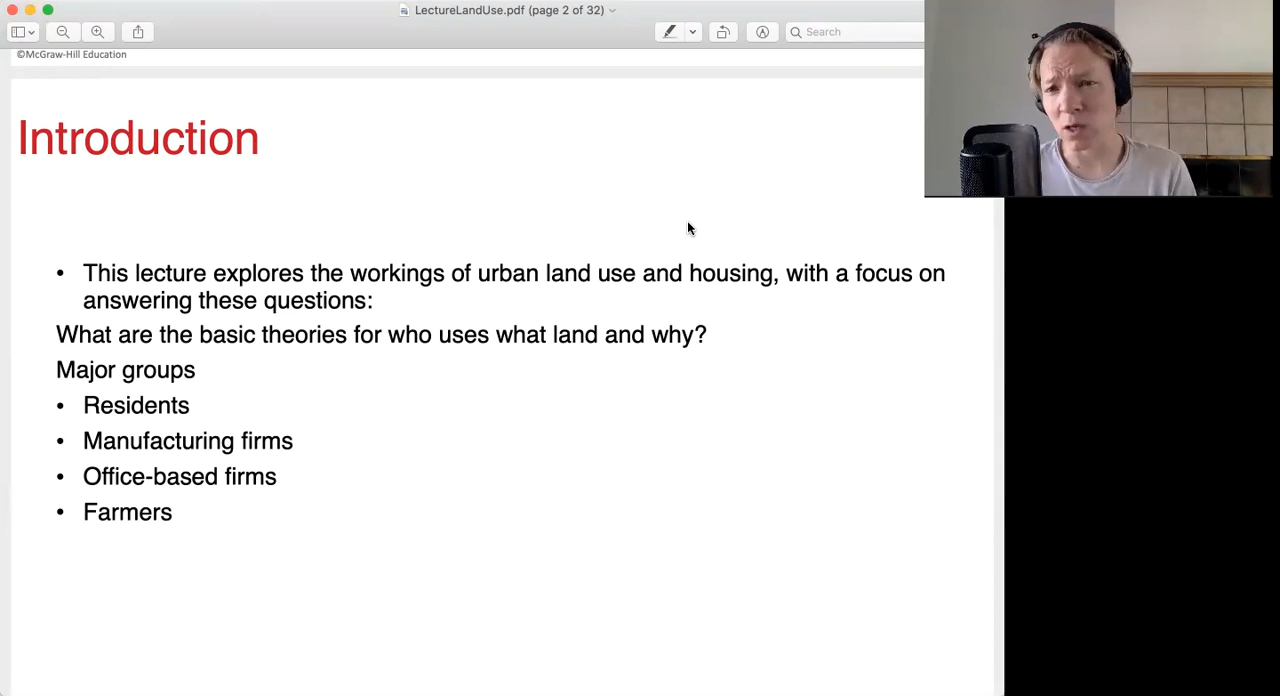 LectureLandUse.pdf (page 2 of 32)
Search
©McGraw-Hill Education
Introduction
• This lecture explores the workings of urban land use and housing, with a focus on
answering these questions:
What are the basic theories for who uses what land and why?
Major groups
• Residents
• Manufacturing firms
• Office-based firms
• Farmers